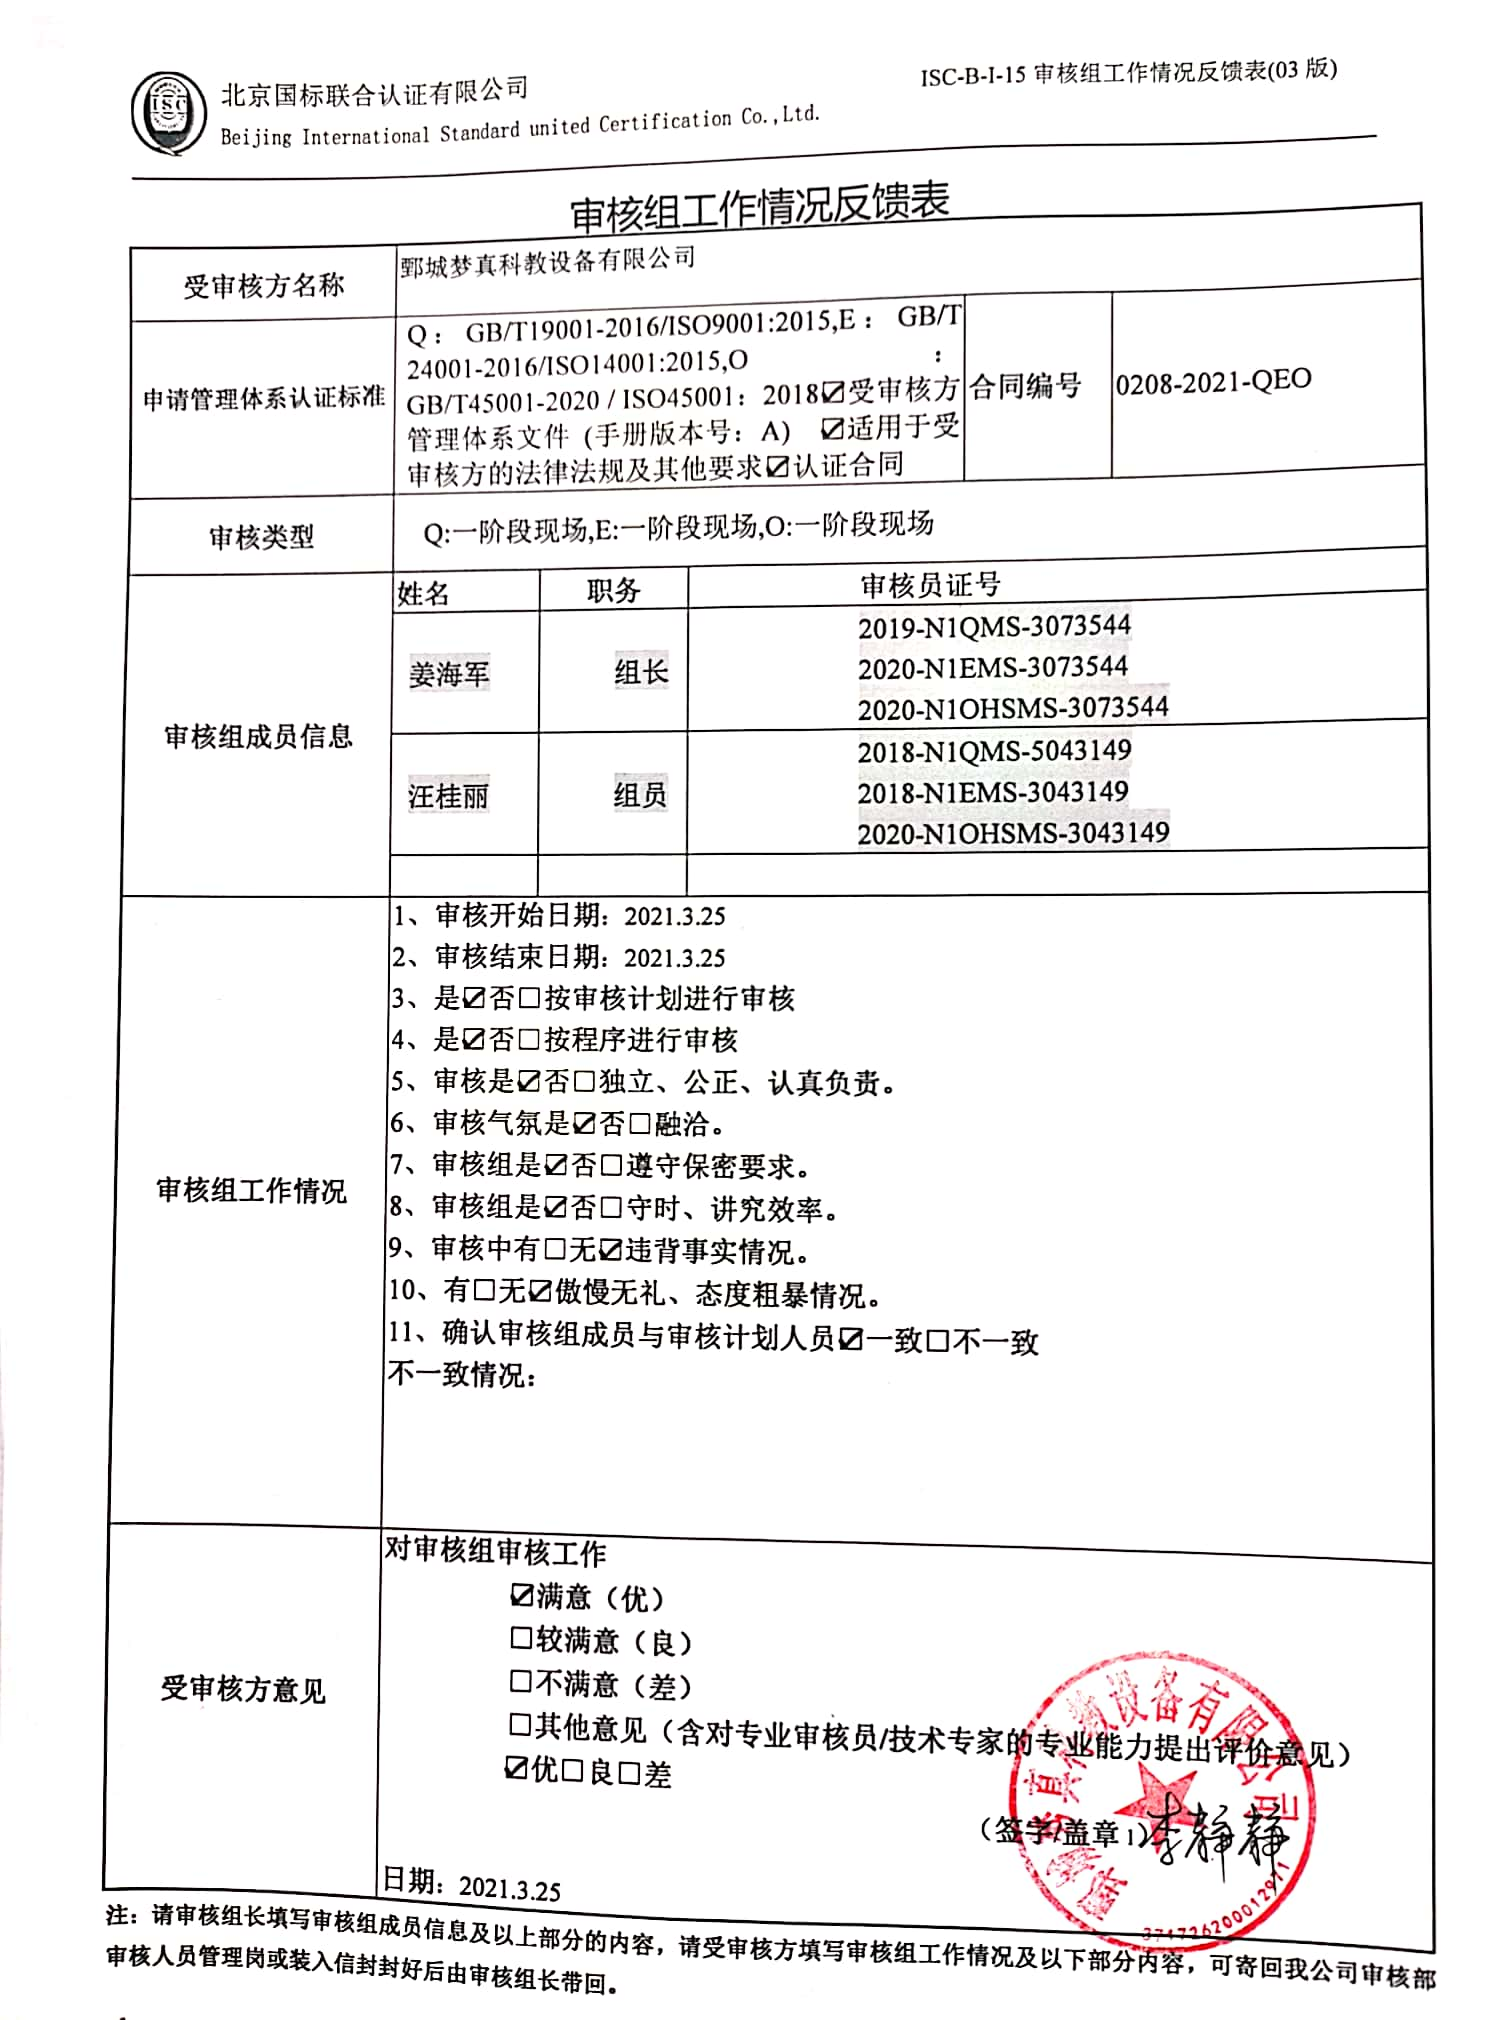 北京国标联合认证有限公司
Beijing International Standard united Certification Co.,Ltd.
ISC-B-I-15 审核组工作情况反馈表(03 版)
ISC
审核组工作情况反馈表
受审核方名称
鄄城梦真科教设备有限公司
申请管理体系认证标准
Q： GB/T19001-2016/ISO9001:2015,E： GB/T
24001-2016/ISO14001:2015,O ：
GB/T45001-2020 / ISO45001：2018☑受审核方
管理体系文件（手册版本号：A） ☑适用于受
审核方的法律法规及其他要求☑认证合同
合同编号
0208-2021-QEO
审核类型
Q:一阶段现场,E:一阶段现场,O:一阶段现场
审核组成员信息
姓名 职务 审核员证号
姜海军 组长
2019-N1QMS-3073544
2020-N1EMS-3073544
2020-N1OHSMS-3073544
汪桂丽 组员
2018-N1QMS-5043149
2018-N1EMS-3043149
2020-N1OHSMS-3043149
审核组工作情况
1、审核开始日期：2021.3.25
2、审核结束日期：2021.3.25
3、是☑否☐按审核计划进行审核
4、是☑否☐按程序进行审核
5、审核是☑否☐独立、公正、认真负责。
6、审核气氛是☑否☐融洽。
7、审核组是☑否☐遵守保密要求。
8、审核组是☑否☐守时、讲究效率。
9、审核中有☐无☑违背事实情况。
10、有☐无☑傲慢无礼、态度粗暴情况。
11、确认审核组成员与审核计划人员☑一致☐不一致
不一致情况：
受审核方意见
对审核组审核工作
☑满意（优）
☐较满意（良）
☐不满意（差）
☐其他意见（含对专业审核员/技术专家的专业能力提出评价意见）
☑优☐良☐差
（签字/盖章）李静静
鄄城梦真科教设备有限公司
371726200012971
日期：2021.3.25
注：请审核组长填写审核组成员信息及以上部分的内容，请受审核方填写审核组工作情况及以下部分内容，可寄回我公司审核部
审核人员管理岗或装入信封封好后由审核组长带回。